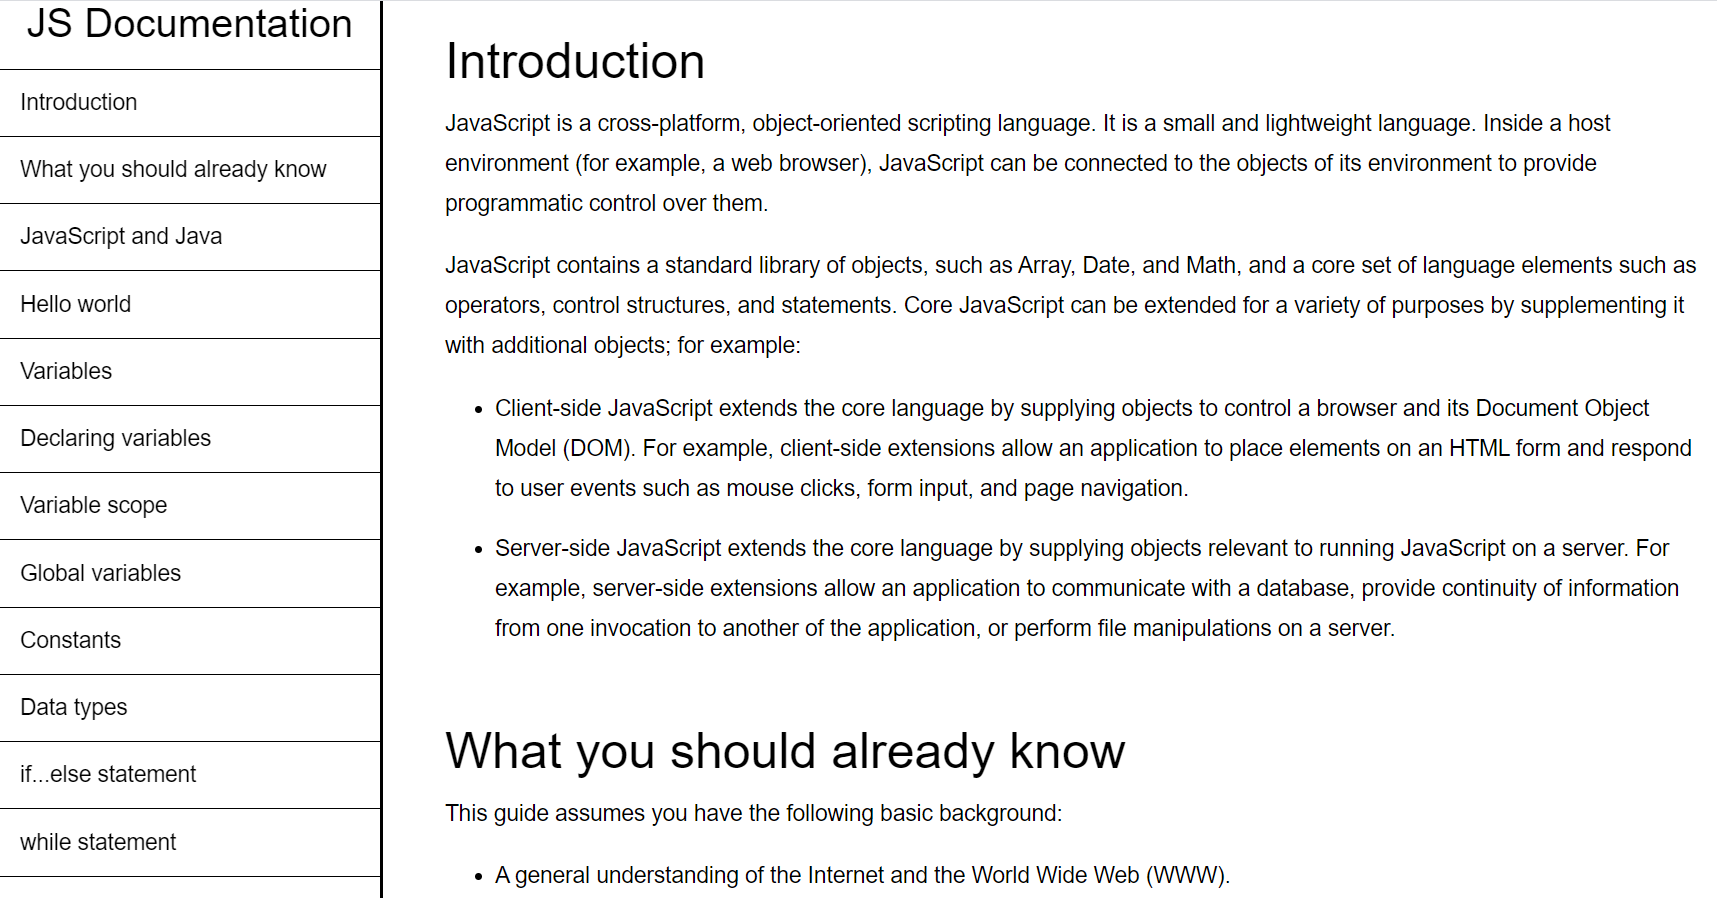 JS Documentation
Introduction
What you should already know
JavaScript and Java
Hello world
Variables
Declaring variables
Variable scope
Global variables
Constants
Data types
if...else statement
while statement
Introduction
JavaScript is a cross-platform, object-oriented scripting language. It is a small and lightweight language. Inside a host
environment (for example, a web browser), JavaScript can be connected to the objects of its environment to provide
programmatic control over them.
JavaScript contains a standard library of objects, such as Array, Date, and Math, and a core set of language elements such as
operators, control structures, and statements. Core JavaScript can be extended for a variety of purposes by supplementing it
with additional objects; for example:
• Client-side JavaScript extends the core language by supplying objects to control a browser and its Document Object
Model (DOM). For example, client-side extensions allow an application to place elements on an HTML form and respond
to user events such as mouse clicks, form input, and page navigation.
• Server-side JavaScript extends the core language by supplying objects relevant to running JavaScript on a server. For
example, server-side extensions allow an application to communicate with a database, provide continuity of information
from one invocation to another of the application, or perform file manipulations on a server.
What you should already know
This guide assumes you have the following basic background:
• A general understanding of the Internet and the World Wide Web (WWW).